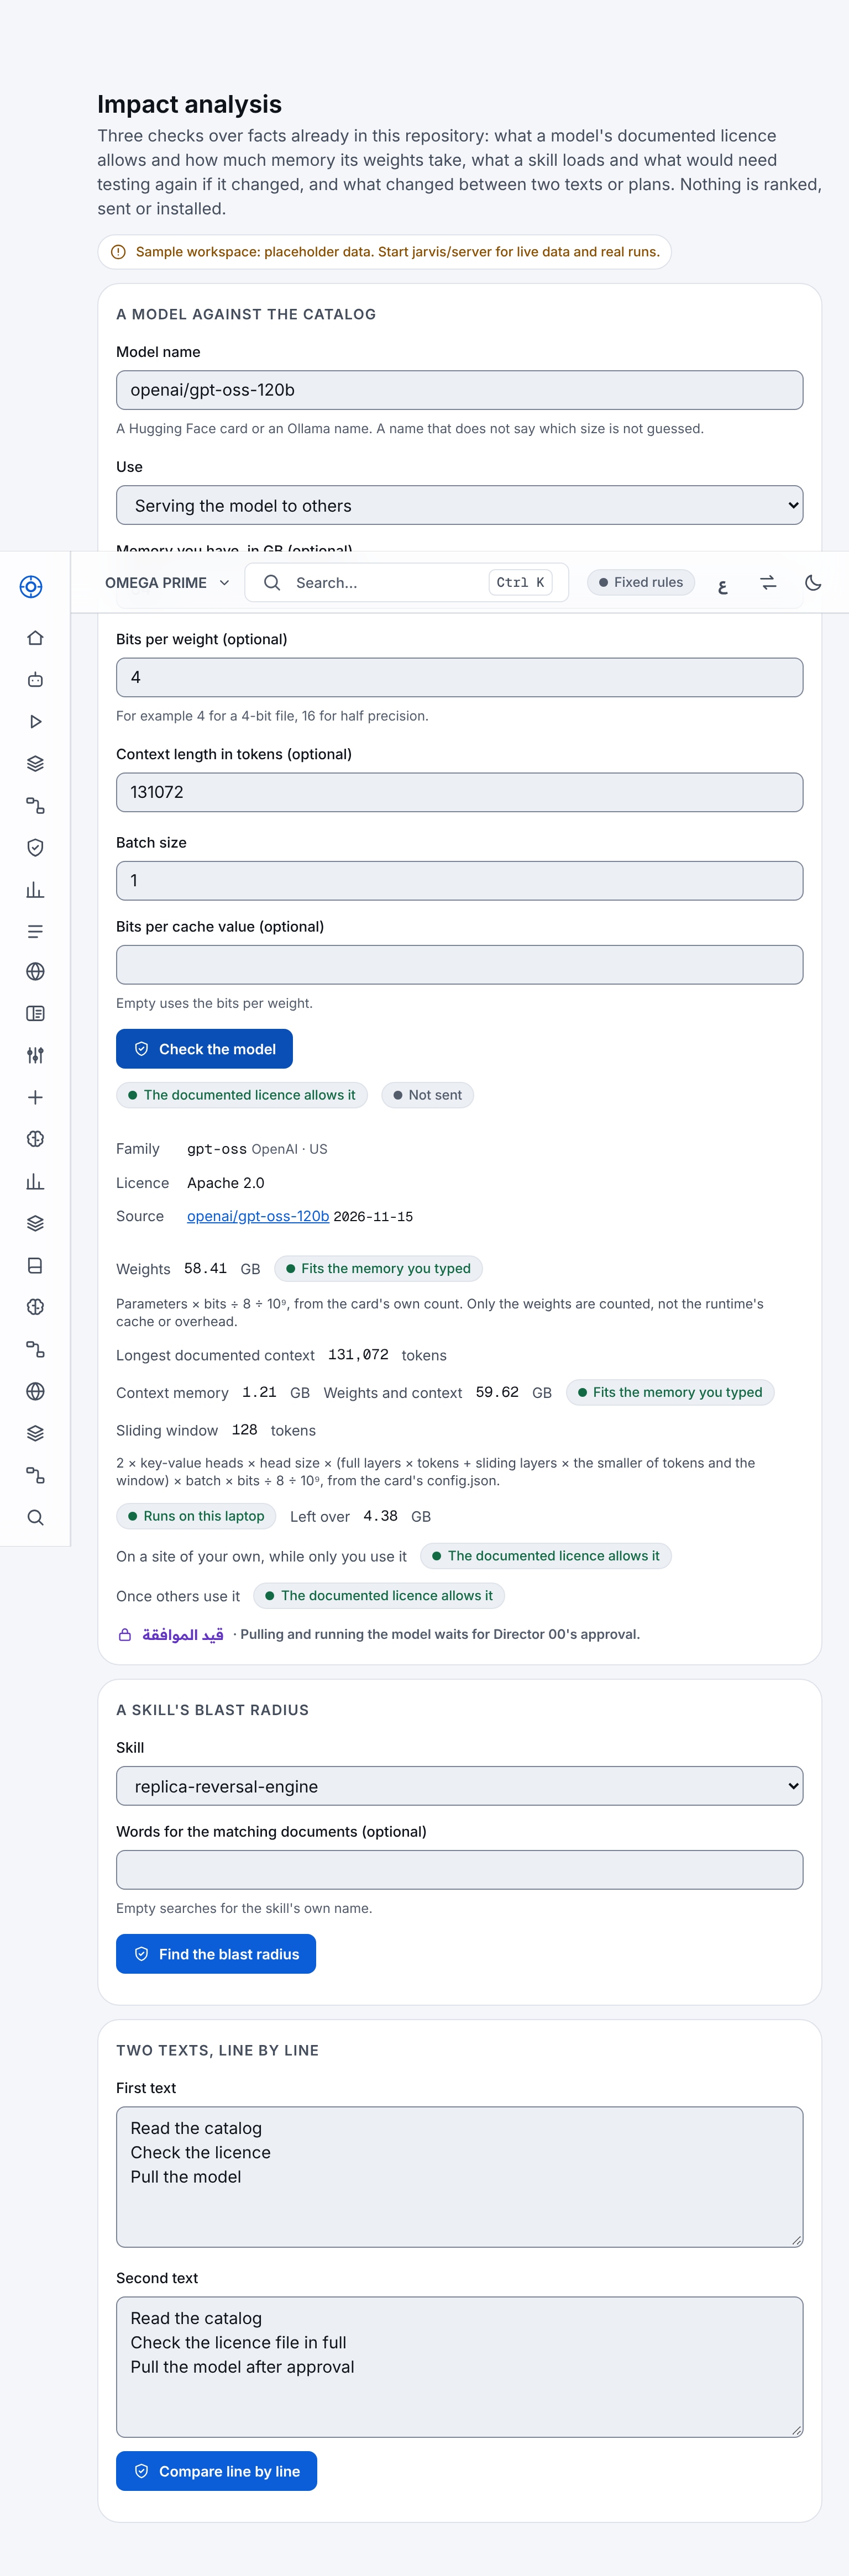 Impact analysis
Three checks over facts already in this repository: what a model's documented licence
allows and how much memory its weights take, what a skill loads and what would need
testing again if it changed, and what changed between two texts or plans. Nothing is ranked,
sent or installed.
Sample workspace: placeholder data. Start jarvis/server for live data and real runs.
A MODEL AGAINST THE CATALOG
Model name
openai/gpt-oss-120b
A Hugging Face card or an Ollama name. A name that does not say which size is not guessed.
Use
Serving the model to others
Memory you have, in GB (optional)
OMEGA PRIME
Search...
Ctrl K
Fixed rules
ع
Bits per weight (optional)
4
For example 4 for a 4-bit file, 16 for half precision.
Context length in tokens (optional)
131072
Batch size
1
Bits per cache value (optional)
Empty uses the bits per weight.
Check the model
The documented licence allows it
Not sent
Family gpt-oss OpenAI · US
Licence Apache 2.0
Source openai/gpt-oss-120b 2026-11-15
Weights 58.41 GB Fits the memory you typed
Parameters × bits ÷ 8 ÷ 10⁹, from the card's own count. Only the weights are counted, not the runtime's
cache or overhead.
Longest documented context 131,072 tokens
Context memory 1.21 GB Weights and context 59.62 GB Fits the memory you typed
Sliding window 128 tokens
2 × key-value heads × head size × (full layers × tokens + sliding layers × the smaller of tokens and the
window) × batch × bits ÷ 8 ÷ 10⁹, from the card's config.json.
Runs on this laptop Left over 4.38 GB
On a site of your own, while only you use it The documented licence allows it
Once others use it The documented licence allows it
قيد الموافقة · Pulling and running the model waits for Director 00's approval.
A SKILL'S BLAST RADIUS
Skill
replica-reversal-engine
Words for the matching documents (optional)
Empty searches for the skill's own name.
Find the blast radius
TWO TEXTS, LINE BY LINE
First text
Read the catalog
Check the licence
Pull the model
Second text
Read the catalog
Check the licence file in full
Pull the model after approval
Compare line by line